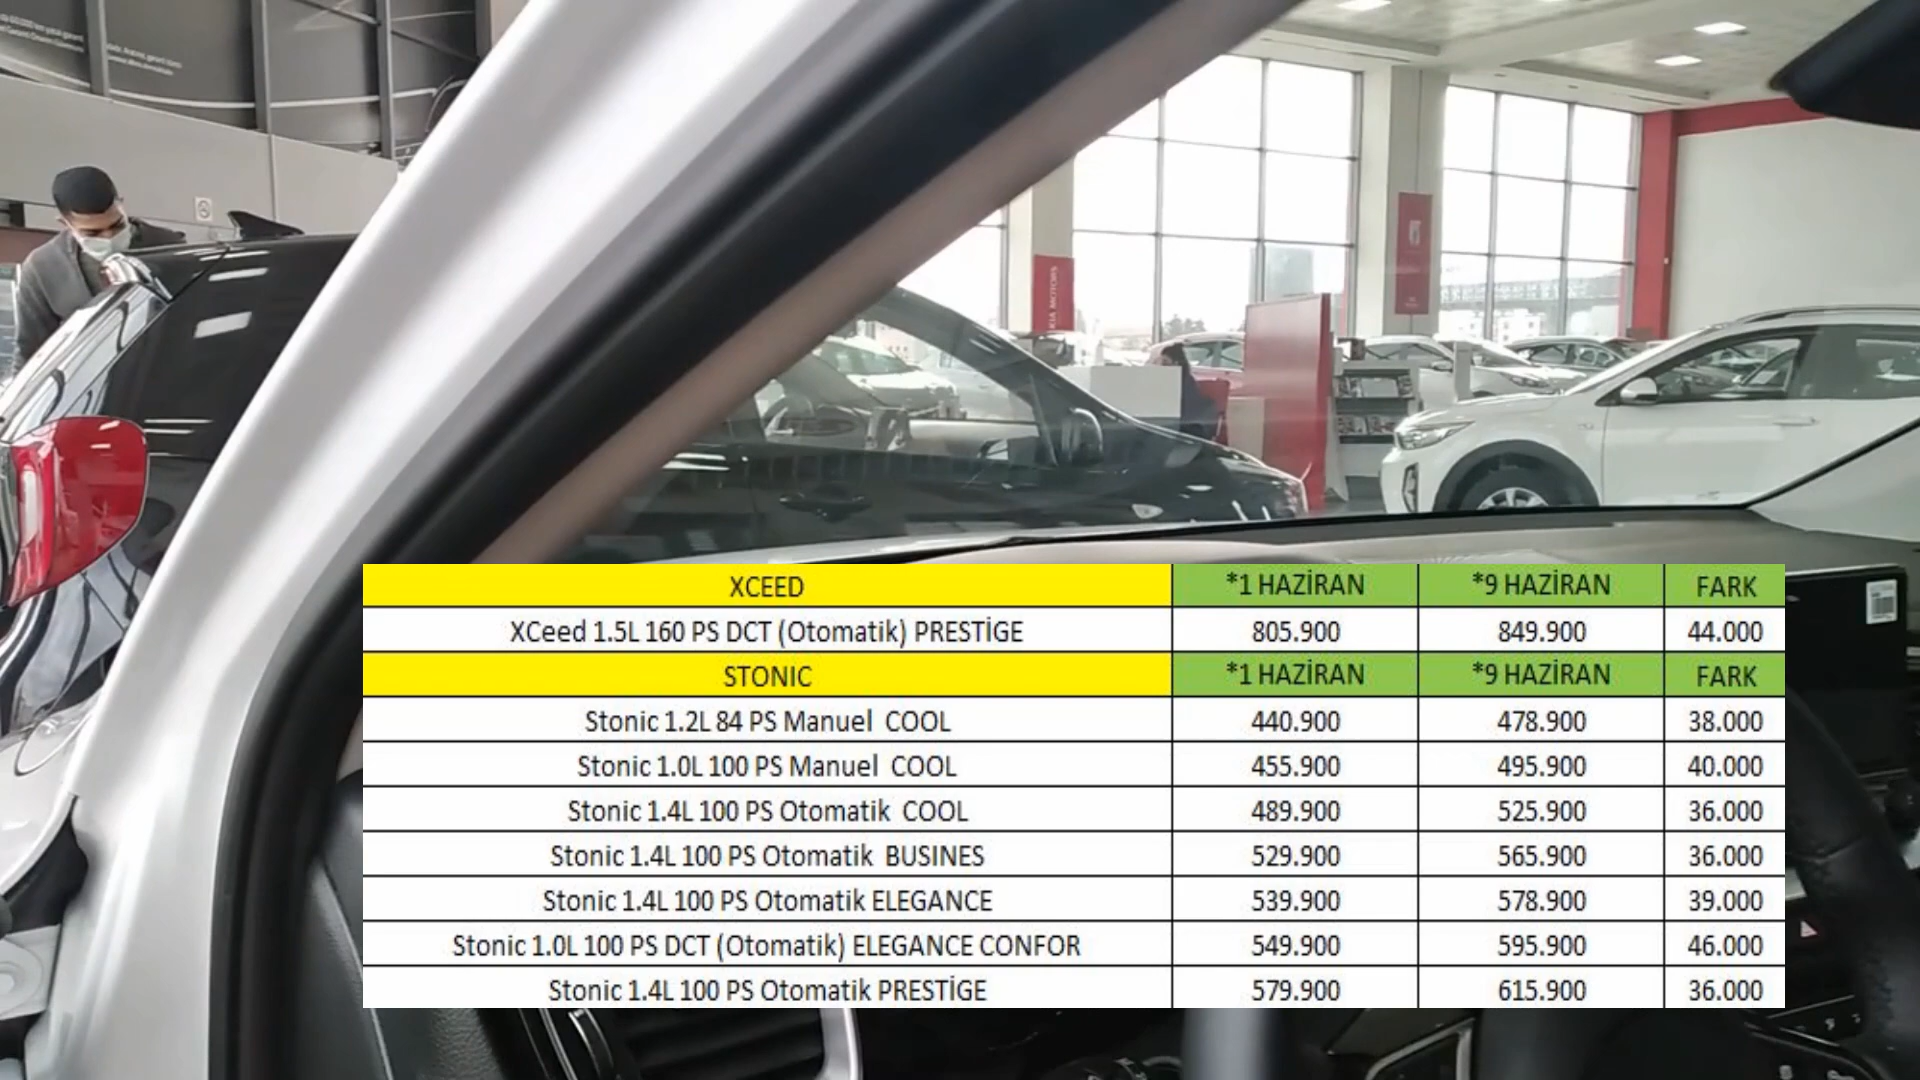 KIA MOTORS
XCEED *1 HAZİRAN *9 HAZİRAN FARK
XCeed 1.5L 160 PS DCT (Otomatik) PRESTİGE 805.900 849.900 44.000
STONIC *1 HAZİRAN *9 HAZİRAN FARK
Stonic 1.2L 84 PS Manuel COOL 440.900 478.900 38.000
Stonic 1.0L 100 PS Manuel COOL 455.900 495.900 40.000
Stonic 1.4L 100 PS Otomatik COOL 489.900 525.900 36.000
Stonic 1.4L 100 PS Otomatik BUSINES 529.900 565.900 36.000
Stonic 1.4L 100 PS Otomatik ELEGANCE 539.900 578.900 39.000
Stonic 1.0L 100 PS DCT (Otomatik) ELEGANCE CONFOR 549.900 595.900 46.000
Stonic 1.4L 100 PS Otomatik PRESTİGE 579.900 615.900 36.000